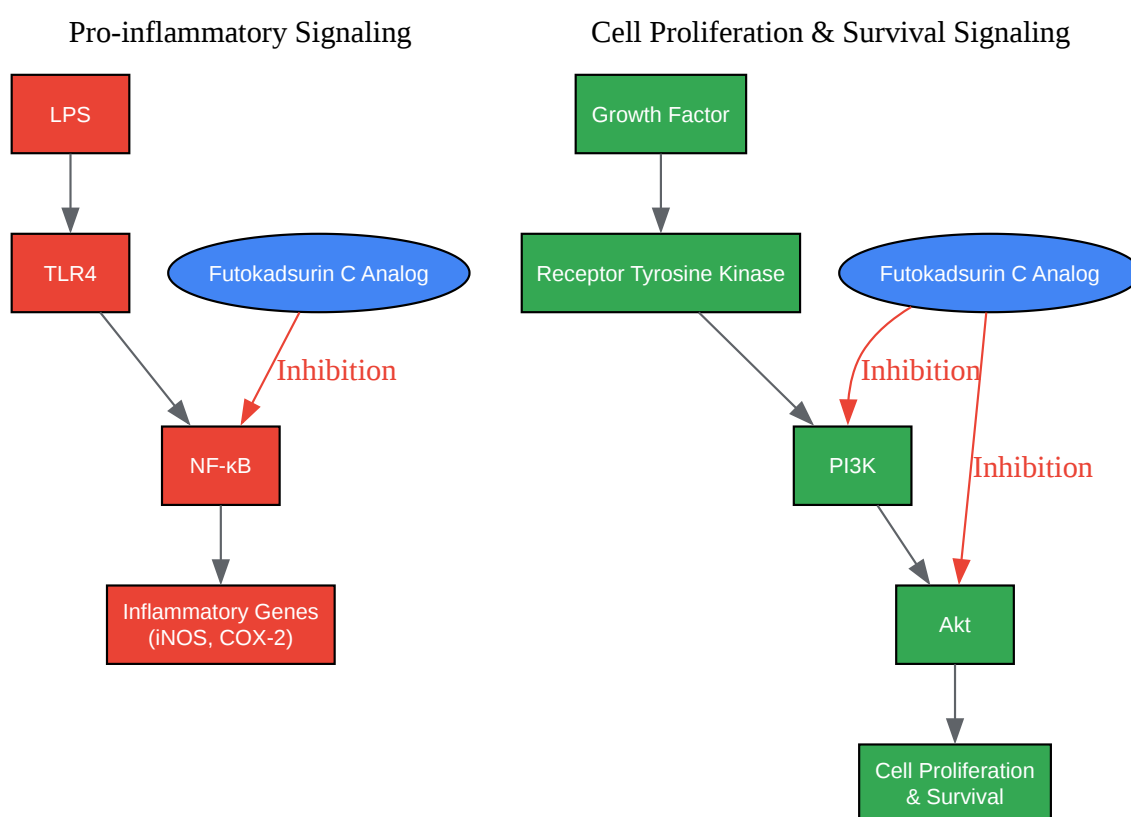 Pro-inflammatory Signaling
LPS
TLR4
Futokadsurin C Analog
Inhibition
NF-κB
Inflammatory Genes
(iNOS, COX-2)
Cell Proliferation & Survival Signaling
Growth Factor
Receptor Tyrosine Kinase
Futokadsurin C Analog
Inhibition
PI3K
Inhibition
Akt
Cell Proliferation
& Survival